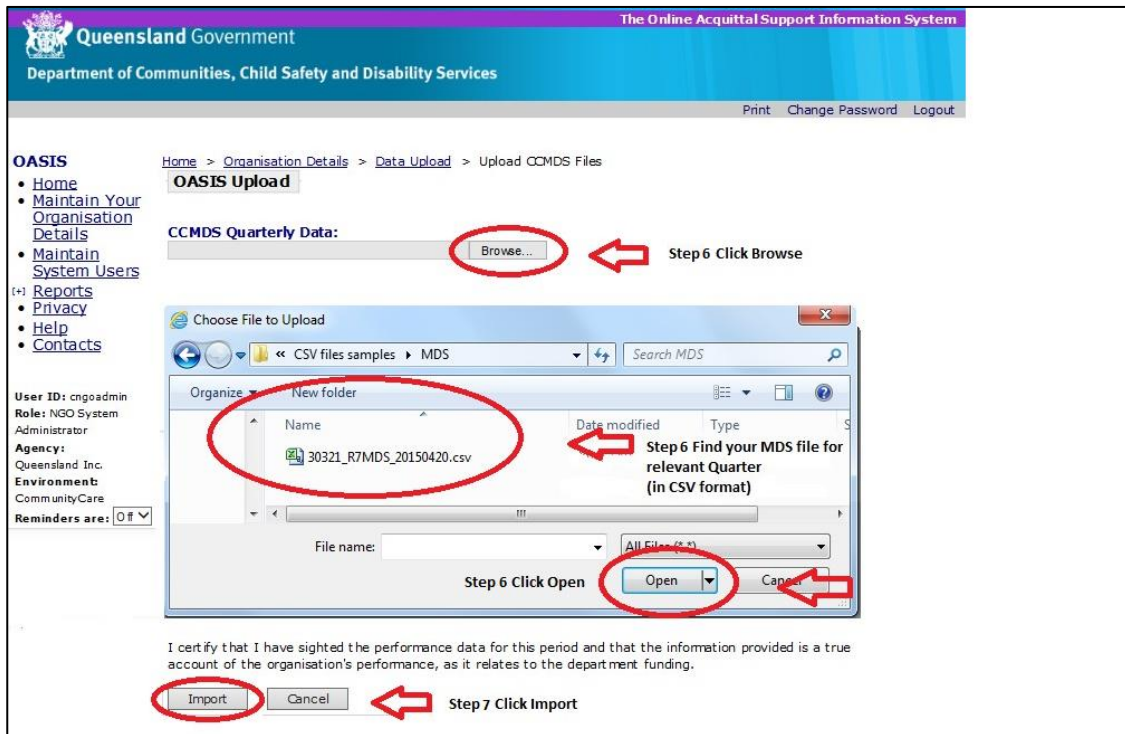 The Online Acquittal Support Information System
Queensland Government
Department of Communities, Child Safety and Disability Services
Print Change Password Logout
OASIS
• Home
• Maintain Your
Organisation
Details
• Maintain
System Users
[+] Reports
• Privacy
• Help
• Contacts
User ID: cngoadmin
Role: NGO System
Administrator
Agency:
Queensland Inc.
Environment:
CommunityCare
Reminders are: Off
Home > Organisation Details > Data Upload > Upload CCMDS Files
OASIS Upload
CCMDS Quarterly Data:
Browse...
Step 6 Click Browse
Choose File to Upload
« CSV files samples ▸ MDS
Search MDS
Organize
New folder
Name
Date modified
Type
S
30321_R7MDS_20150420.csv
Step 6 Find your MDS file for
relevant Quarter
(in CSV format)
File name:
All Files (*.*)
Step 6 Click Open
Open
Cancel
I certify that I have sighted the performance data for this period and that the information provided is a true
account of the organisation's performance, as it relates to the department funding.
Import
Cancel
Step 7 Click Import